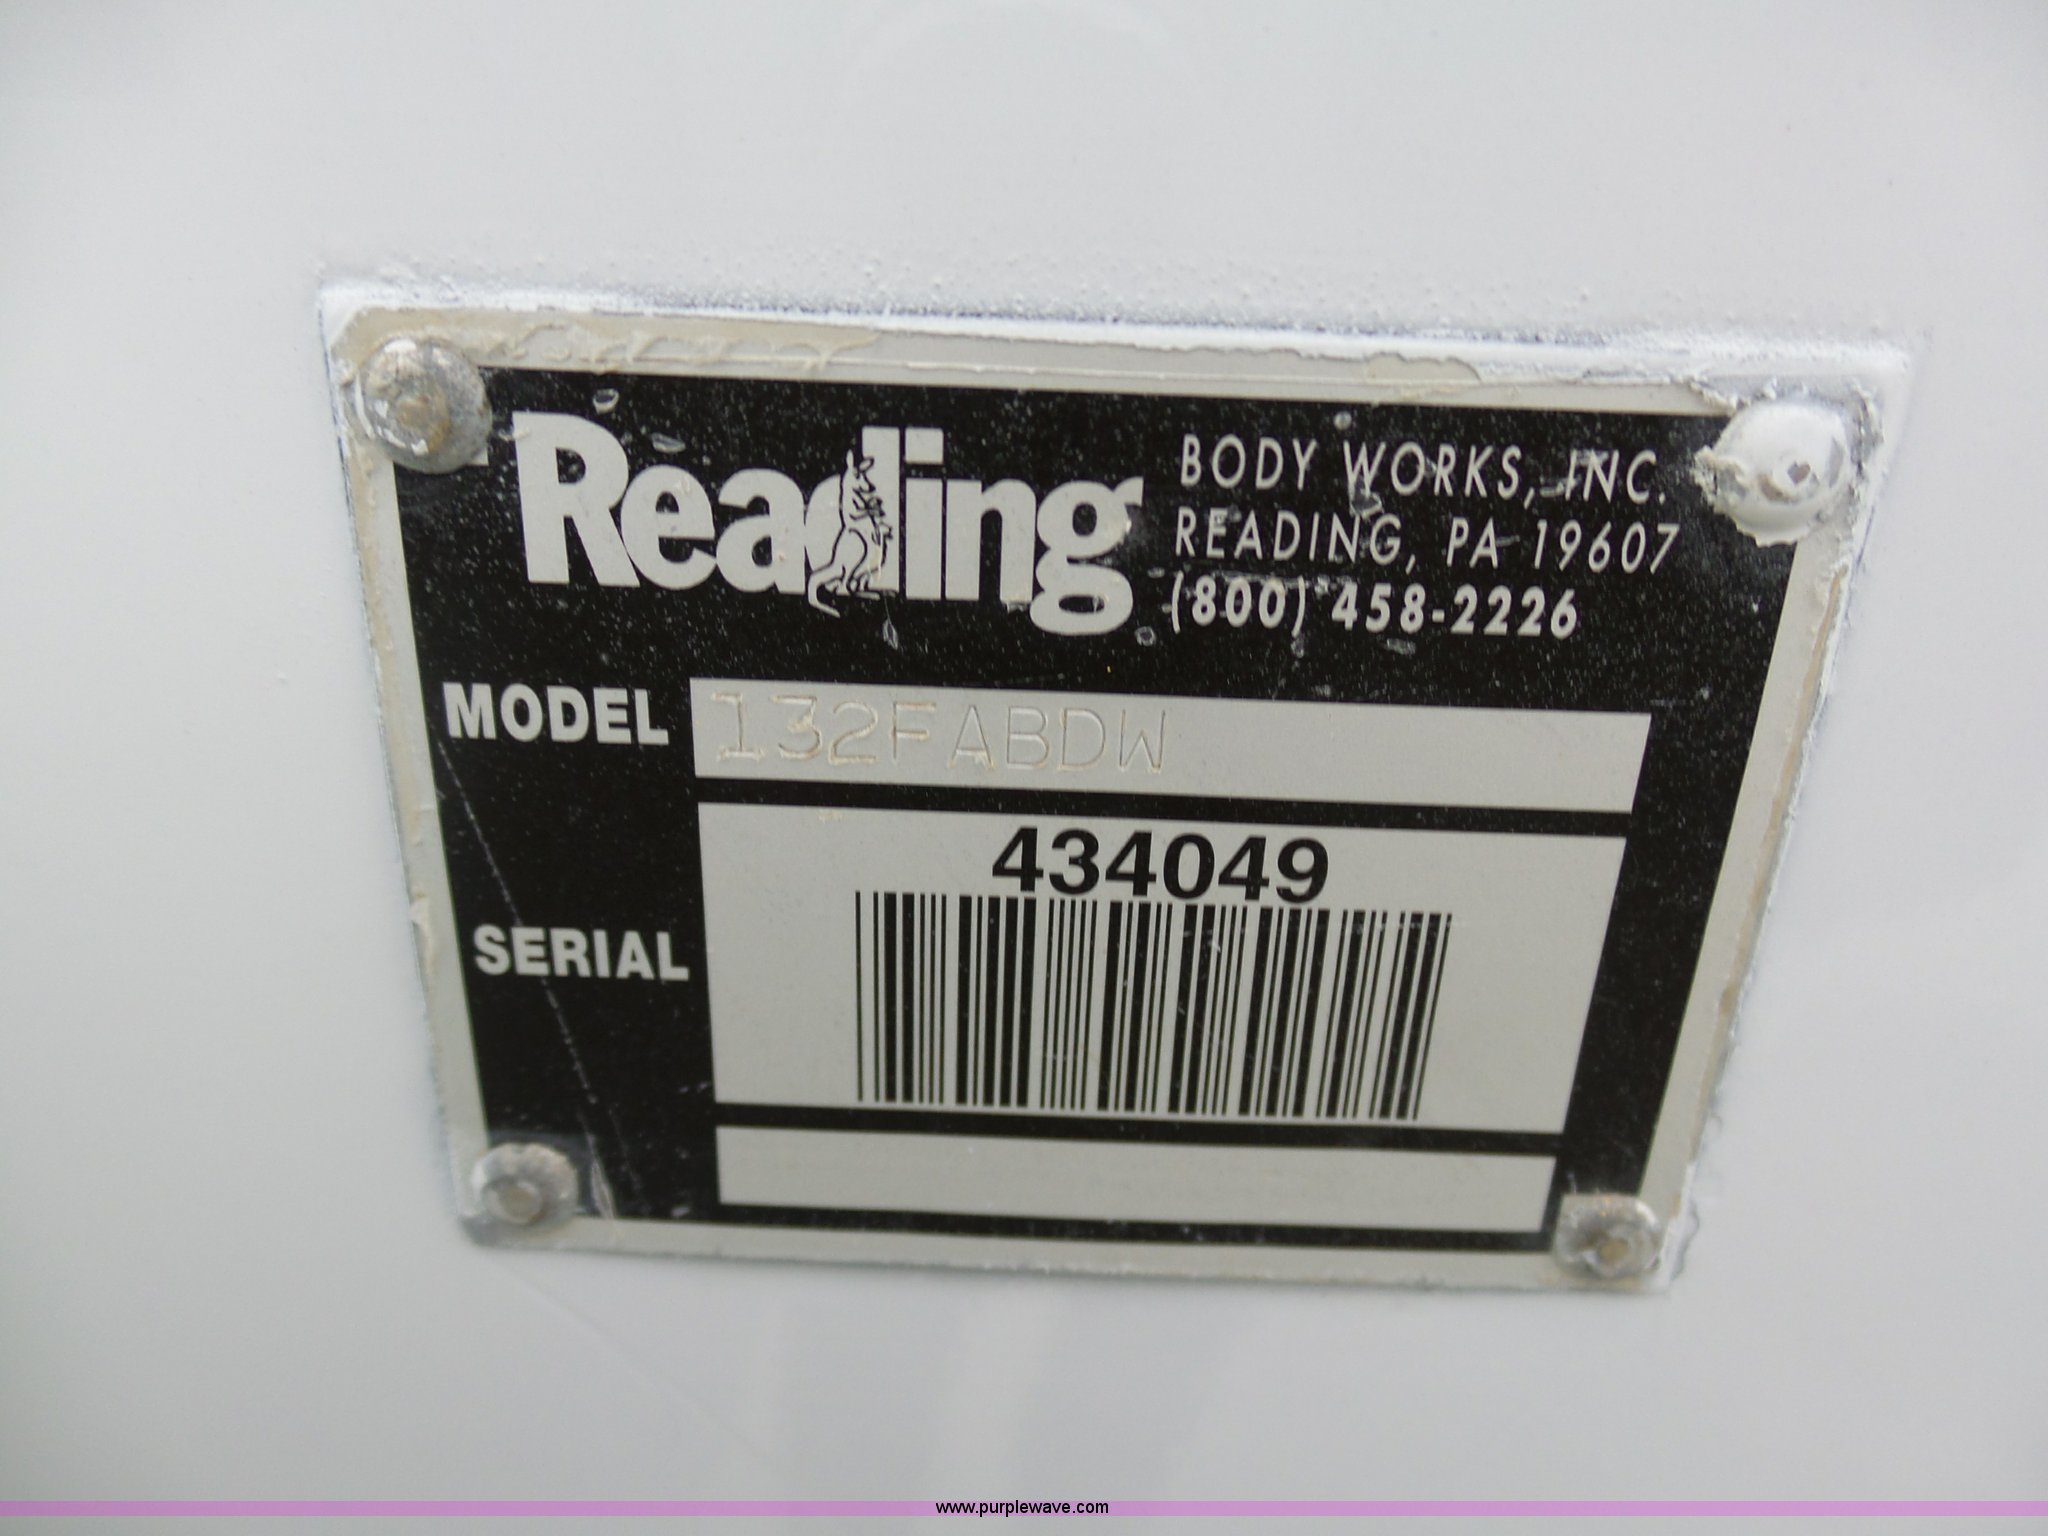 Reading
BODY WORKS, INC.
READING, PA 19607
(800) 458-2226
MODEL 132FABDW
434049
SERIAL
www.purplewave.com